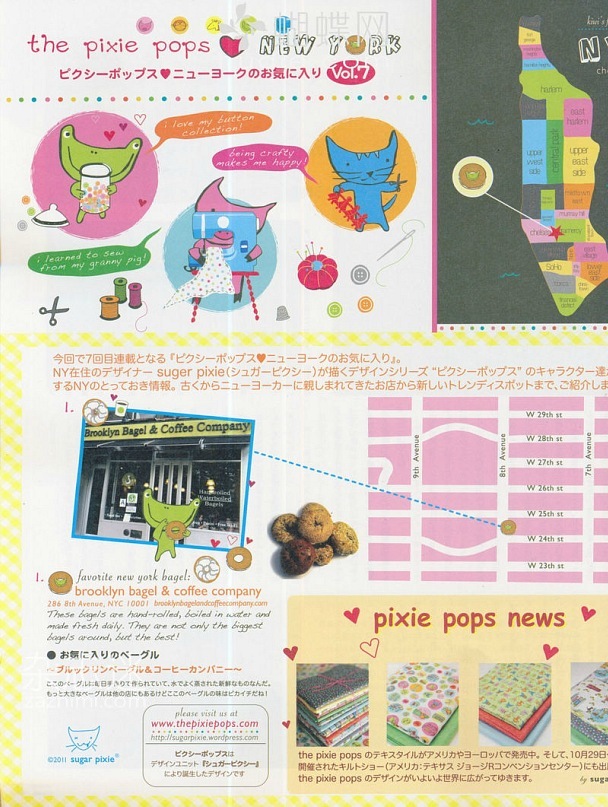 the pixie pops ♥ NEW YORK
ピクシーポップス♥ニューヨークのお気に入り Vol.7
蝴蝶网
i love my button
collection!
being crafty
makes me happy!
i learned to sew
from my granny pig!
kiwi's f
N
ch
harlem
east
harlem
upper
west
side
central park
upper
east
side
murray hill
chelsea
gramercy
east
village
SoHo
lower
east
side
financial
district
今回で7回目連載となる『ピクシーポップス♥ニューヨークのお気に入り』。
NY在住のデザイナー suger pixie(シュガーピクシー)が描くデザインシリーズ “ピクシーポップス” のキャラクター達が
するNYのとっておき情報。古くからニューヨーカーに親しまれてきたお店から新しいトレンディスポットまで、ご紹介しま
1.
Brooklyn Bagel & Coffee Company
Handrolled
Waterboiled
Bagels
W 29th st
W 28th st
W 27th st
W 26th st
W 25th st
W 24th st
W 23th st
9th Avenue
8th Avenue
7th Avenue
1. favorite new york bagel:
brooklyn bagel & coffee company
286 8th Avenue, NYC 10001 brooklynbagelandcoffeecompany.com
These bagels are hand-rolled, boiled in water and
made fresh daily. They are not only the biggest
bagels around, but the best!
● お気に入りのベーグル
〜ブルックリンベーグル&コーヒーカンパニー〜
ここのベーグルは毎日手作りで作られていて、水でよく蒸された新鮮なものなんだ。
もっと大きなベーグルは他の店にもあるけどここのベーグルの味はピカイチだね!
please visit us at
www.thepixiepops.com
http://sugarpixie.wordpress.com
ピクシーポップスは
デザインユニット『シュガーピクシー』
により誕生したデザインです
©2011 sugar pixie®
pixie pops news
the pixie pops のテキスタイルがアメリカやヨーロッパで発売中。そして、10月29日
開催されたキルトショー(アメリカ:テキサス ジョージRコンベンションセンター)にも出
the pixie pops のデザインがいよいよ世界に広がってゆきます。
by suga